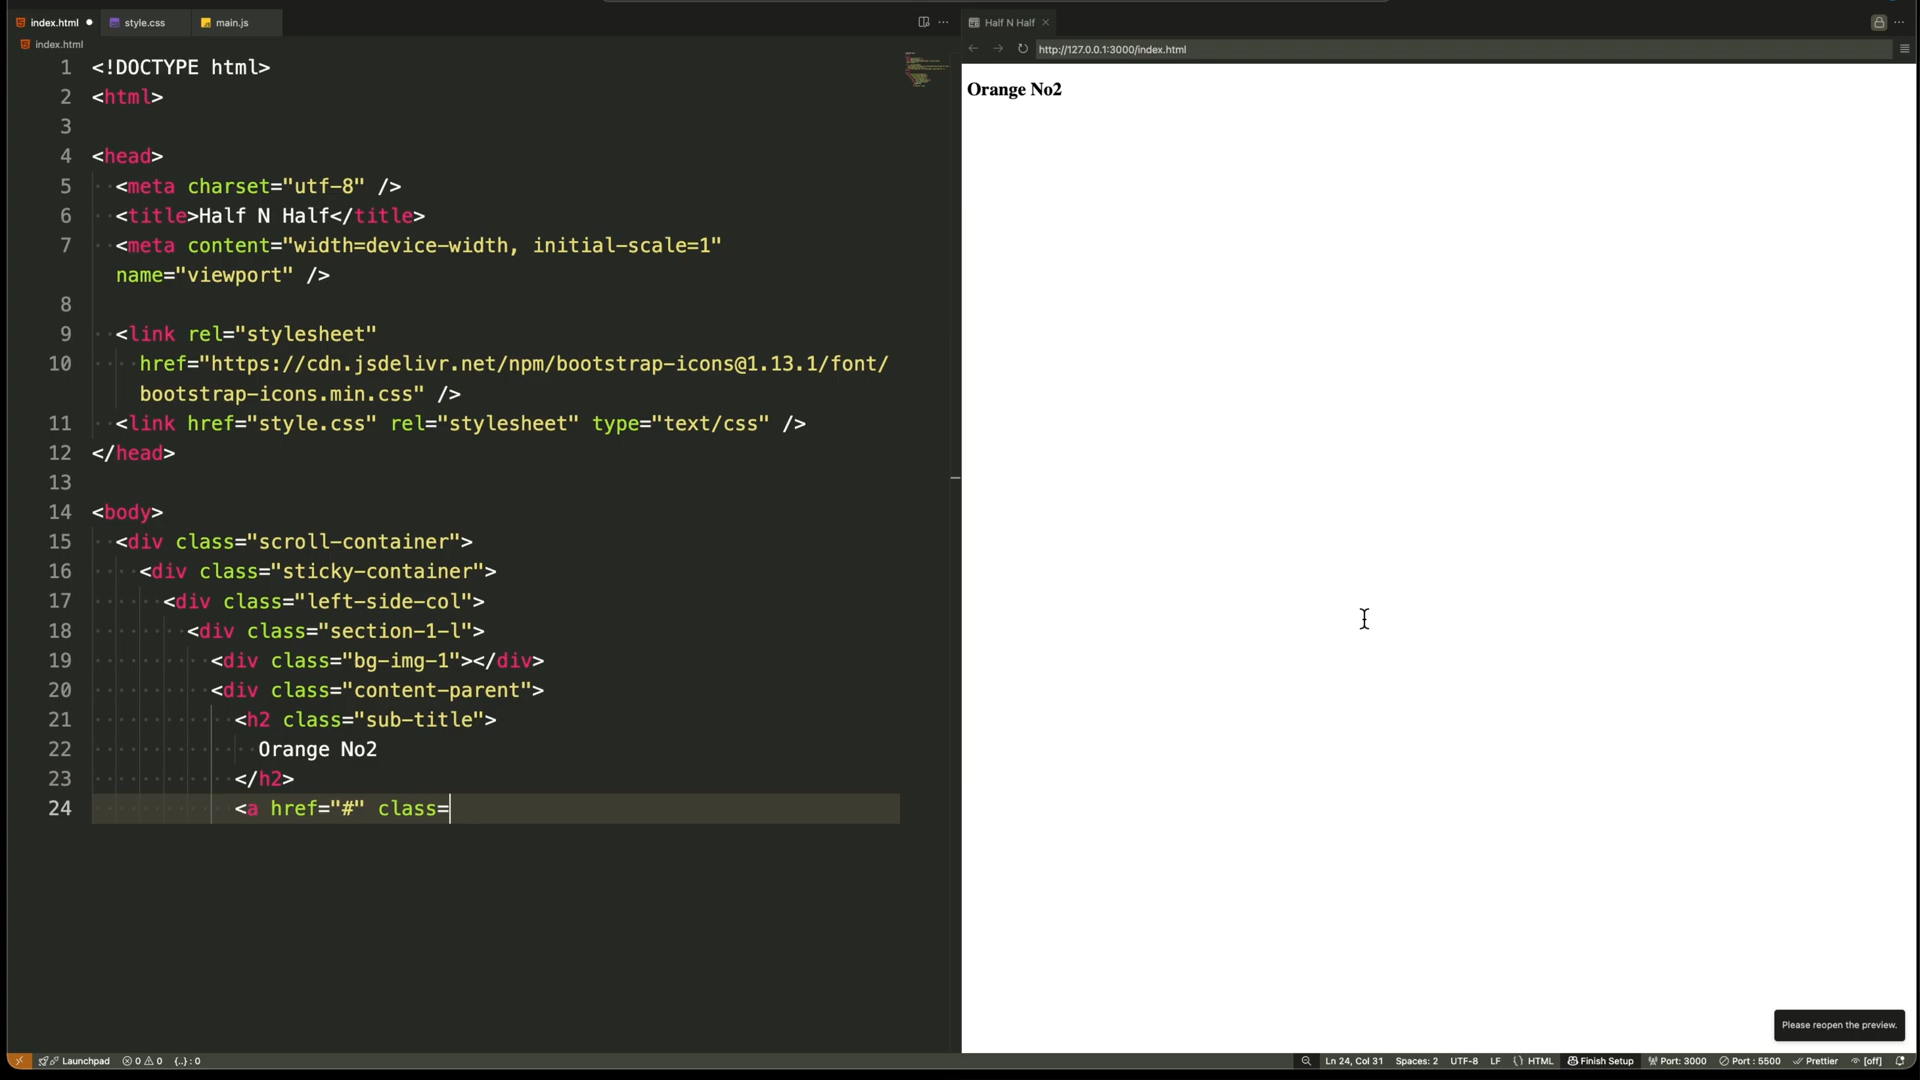 index.html
style.css
main.js
Half N Half
index.html
http://127.0.0.1:3000/index.html
1 <!DOCTYPE html>
2 <html>
3
4 <head>
5 <meta charset="utf-8" />
6 <title>Half N Half</title>
7 <meta content="width=device-width, initial-scale=1"
name="viewport" />
8
9 <link rel="stylesheet"
10 href="https://cdn.jsdelivr.net/npm/bootstrap-icons@1.13.1/font/
bootstrap-icons.min.css" />
11 <link href="style.css" rel="stylesheet" type="text/css" />
12 </head>
13
14 <body>
15 <div class="scroll-container">
16 <div class="sticky-container">
17 <div class="left-side-col">
18 <div class="section-1-l">
19 <div class="bg-img-1"></div>
20 <div class="content-parent">
21 <h2 class="sub-title">
22 Orange No2
23 </h2>
24 <a href="#" class=
Orange No2
Please reopen the preview.
Launchpad 0 0 {..} : 0
Ln 24, Col 31 Spaces: 2 UTF-8 LF {} HTML Finish Setup Port: 3000 Port : 5500 Prettier [off]